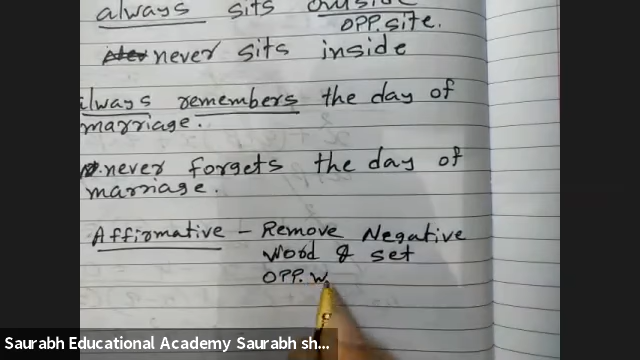 always sits outside
opp.site.
never sits inside
always remembers the day of
marriage.
never forgets the day of
marriage.
Affirmative - Remove Negative
word & set
opp. w
Saurabh Educational Academy Saurabh sh...